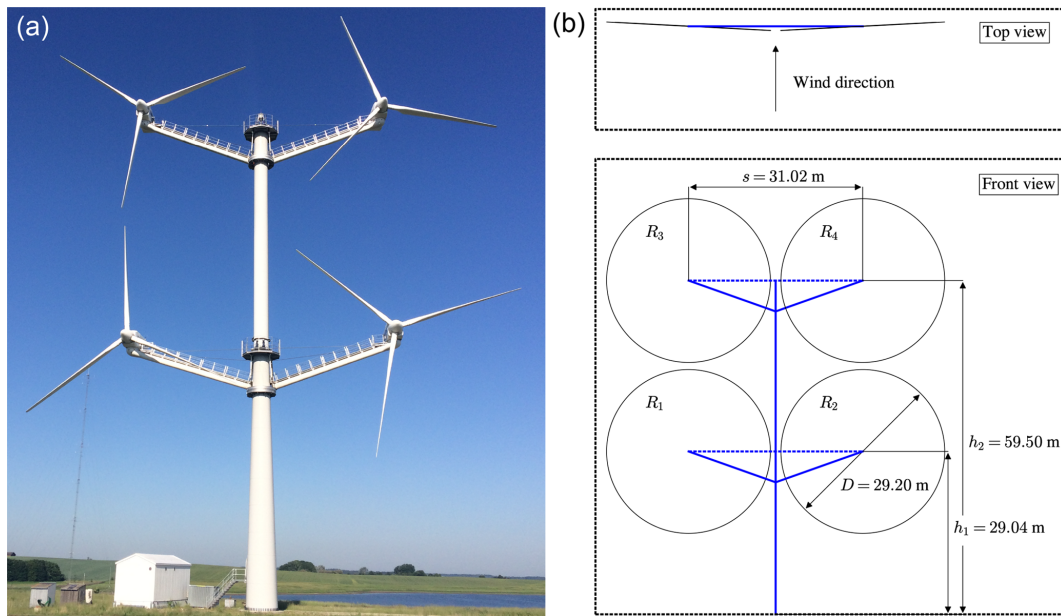 (a)
(b)
Top view
Wind direction
Front view
s = 31.02 m
R₃
R₄
R₁
R₂
h₂ = 59.50 m
D = 29.20 m
h₁ = 29.04 m